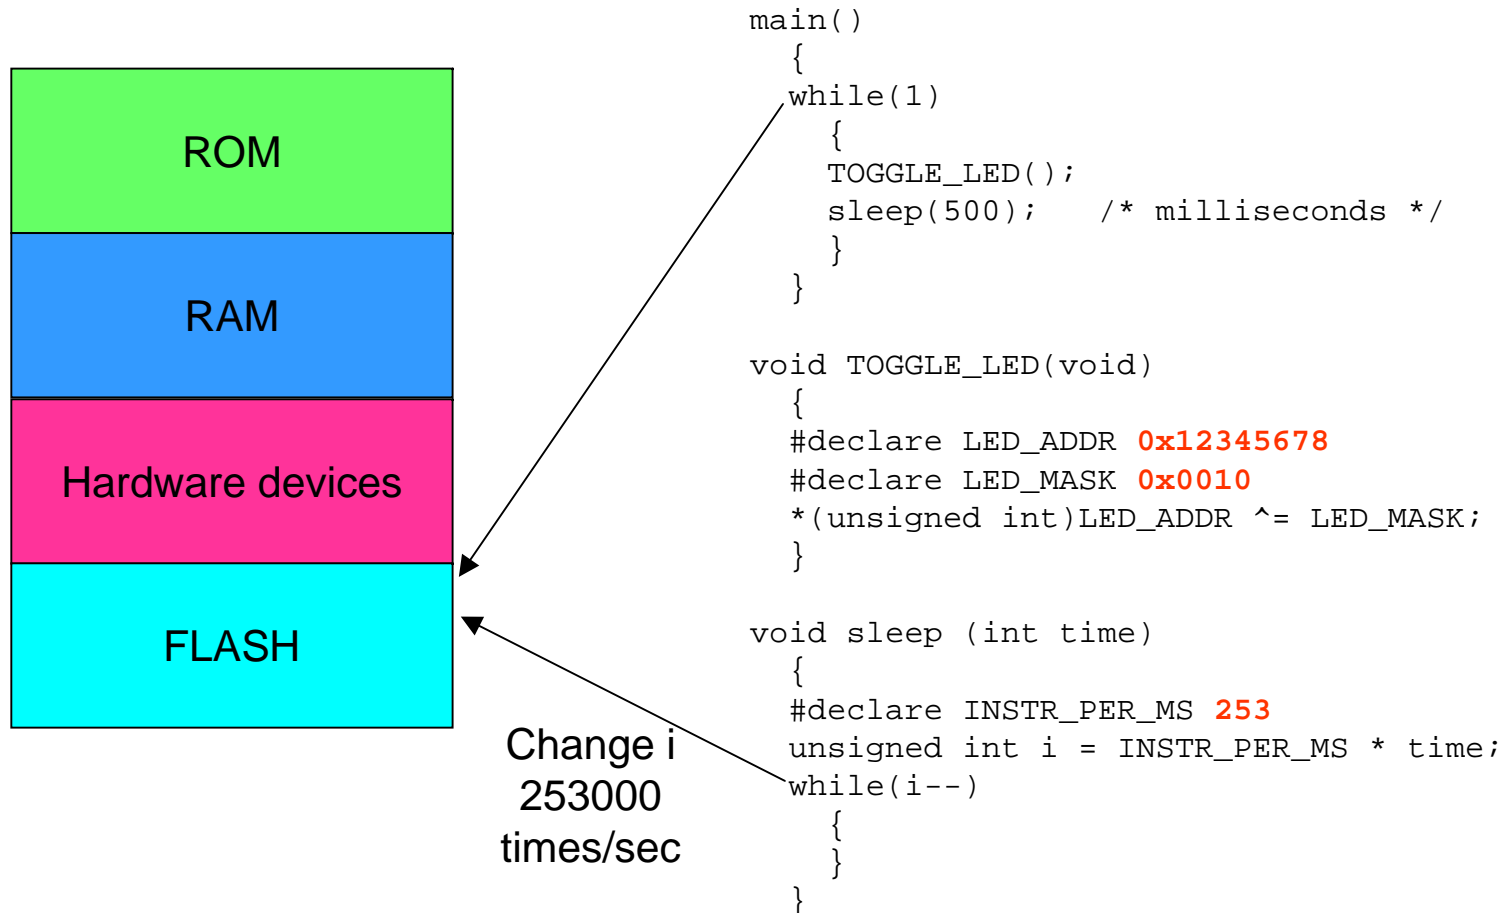 ROM
RAM
Hardware devices
FLASH
Change i
253000
times/sec
main()
{
while(1)
{
TOGGLE_LED();
sleep(500);   /* milliseconds */
}
}
void TOGGLE_LED(void)
{
#declare LED_ADDR 0x12345678
#declare LED_MASK 0x0010
*(unsigned int)LED_ADDR ^= LED_MASK;
}
void sleep (int time)
{
#declare INSTR_PER_MS 253
unsigned int i = INSTR_PER_MS * time;
while(i--)
{
}
}